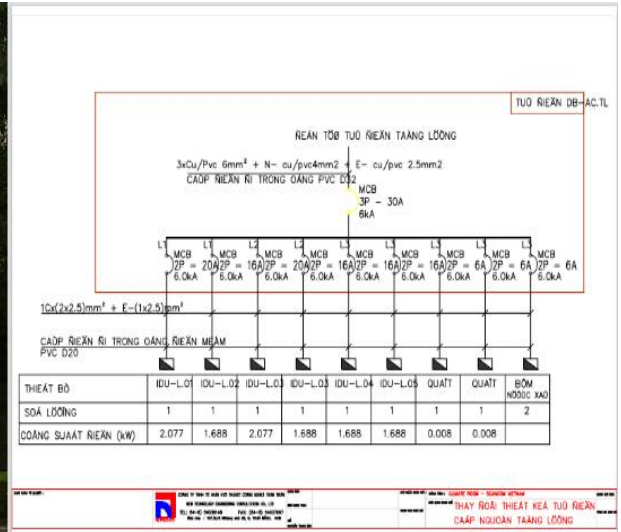 TUÛ ÑIEÄN DB-AC.TL
ÑEÁN TÖØ TUÛ ÑIEÄN TAÀNG LÖÛNG
3xCu/Pvc 6mm² + N- cu/pvc4mm2 + E- cu/pvc 2.5mm2
CAÙP ÑIEÄN ÑI TRONG OÁNG PVC D32
MCB
3P - 30A
6kA
L1 L1 L2 L2 L2 L3 L3 L3 L3
MCB MCB MCB MCB MCB MCB MCB MCB MCB
2P = 20A 2P = 16A 2P = 20A 2P = 16A 2P = 16A 2P = 16A 2P = 6A 2P = 6A 2P = 6A
6.0kA 6.0kA 6.0kA 6.0kA 6.0kA 6.0kA 6.0kA 6.0kA 6.0kA
1Cx(2x2.5)mm² + E-(1x2.5)mm²
CAÙP ÑIEÄN ÑI TRONG OÁNG ÑIEÄN MEÀM
PVC D20
THIEÁT BÒ IDU-L.01 IDU-L.02 IDU-L.03 IDU-L.03 IDU-L.04 IDU-L.05 QUAÏT QUAÏT BÔM
NÖÔÙC XAÛ
SOÁ LÖÔÏNG 1 1 1 1 1 1 1 1 2
COÂNG SUAÁT ÑIEÄN (kW) 2.077 1.688 2.077 1.688 1.688 1.688 0.008 0.008
THAY ÑOÅI THIEÁT KEÁ TUÛ ÑIEÄN
CAÁP NGUOÀN TAÀNG LÖÛNG